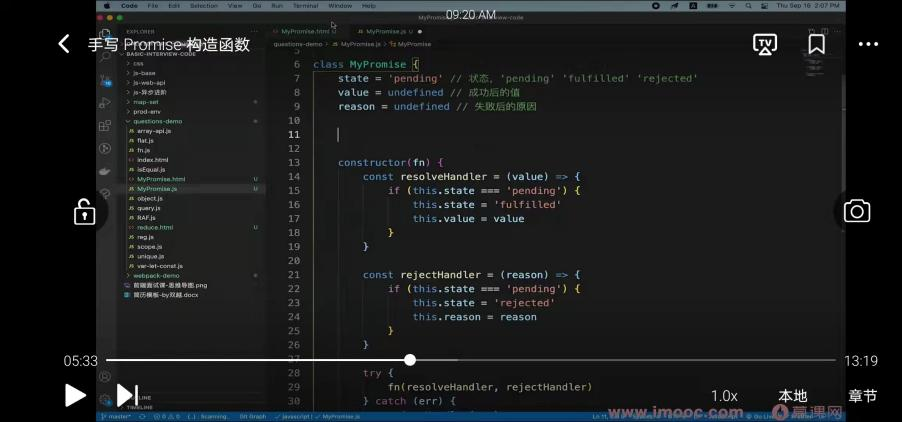 Code File Edit Selection View Go Run Terminal Window Help
Thu Sep 16 2:07 PM
09:20 AM
手写 Promise-构造函数
EXPLORER
MyPromise.html U
MyPromise.js U
questions-demo > MyPromise.js > MyPromise
BASIC-INTERVIEW-CODE
css
js-base
js-web-api
js-异步进阶
map-set
prod-env
questions-demo
array-api.js
flat.js
fn.js
index.html
isEqual.js
MyPromise.html U
MyPromise.js U
object.js
query.js
RAF.js
reduce.html U
reg.js
scope.js
unique.js
var-let-const.js
webpack-demo
前端面试课-思维导图.png
简历模板-by双越.docx
5
6 class MyPromise {
7 state = 'pending' // 状态，'pending' 'fulfilled' 'rejected'
8 value = undefined // 成功后的值
9 reason = undefined // 失败后的原因
10
11
12
13 constructor(fn) {
14 const resolveHandler = (value) => {
15 if (this.state === 'pending') {
16 this.state = 'fulfilled'
17 this.value = value
18 }
19 }
20
21 const rejectHandler = (reason) => {
22 if (this.state === 'pending') {
23 this.state = 'rejected'
24 this.reason = reason
25 }
26 }
28 try {
29 fn(resolveHandler, rejectHandler)
30 } catch (err) {
05:33
13:19
1.0x 本地 章节
TIMELINE
master*
Git Graph
javascript
MyPromise.js
www.imooc.com 慕课网